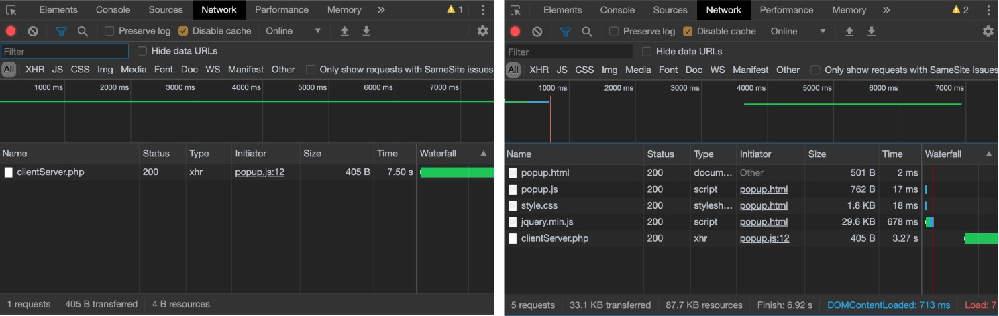 Elements Console Sources Network Performance Memory » 1
Preserve log Disable cache Online
Filter Hide data URLs
All XHR JS CSS Img Media Font Doc WS Manifest Other Only show requests with SameSite issues
1000 ms 2000 ms 3000 ms 4000 ms 5000 ms 6000 ms 7000 ms
Name Status Type Initiator Size Time Waterfall
clientServer.php 200 xhr popup.js:12 405 B 7.50 s
1 requests 405 B transferred 4 B resources
Elements Console Sources Network Performance Memory » 2
Preserve log Disable cache Online
Filter Hide data URLs
All XHR JS CSS Img Media Font Doc WS Manifest Other Only show requests with SameSite issues
1000 ms 2000 ms 3000 ms 4000 ms 5000 ms 6000 ms 7000 ms
Name Status Type Initiator Size Time Waterfall
popup.html 200 docum... Other 501 B 2 ms
popup.js 200 script popup.html 762 B 17 ms
style.css 200 stylesh... popup.html 1.8 KB 18 ms
jquery.min.js 200 script popup.html 29.6 KB 678 ms
clientServer.php 200 xhr popup.js:12 405 B 3.27 s
5 requests 33.1 KB transferred 87.7 KB resources Finish: 6.92 s DOMContentLoaded: 713 ms Load: 71